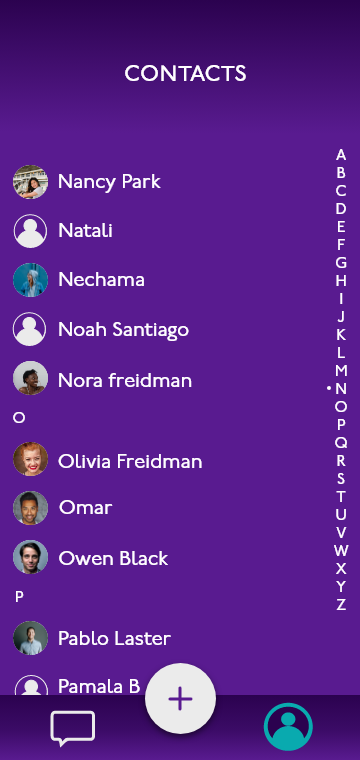 CONTACTS
Nancy Park
Natali
Nechama
Noah Santiago
Nora freidman
O
Olivia Freidman
Omar
Owen Black
P
Pablo Laster
Pamala B
A
B
C
D
E
F
G
H
I
J
K
L
M
N
O
P
Q
R
S
T
U
V
W
X
Y
Z